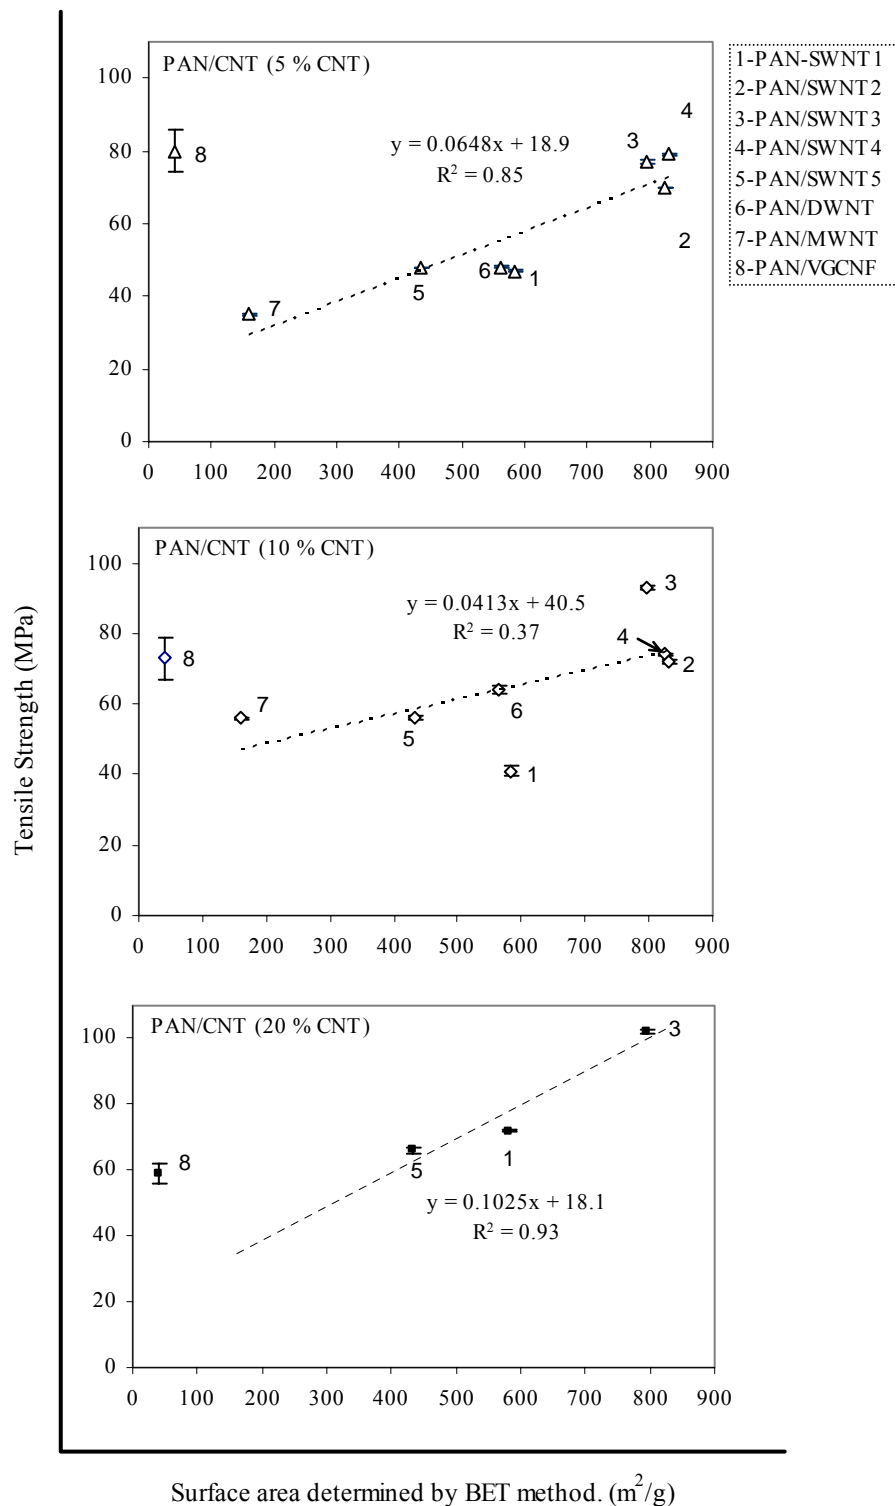 PAN/CNT (5 % CNT)
100
80
60
40
20
0
0 100 200 300 400 500 600 700 800 900
y = 0.0648x + 18.9
R² = 0.85
8
7
5
6
1
3
4
2
1-PAN-SWNT1
2-PAN/SWNT2
3-PAN/SWNT3
4-PAN/SWNT4
5-PAN/SWNT5
6-PAN/DWNT
7-PAN/MWNT
8-PAN/VGCNF
Tensile Strength (MPa)
PAN/CNT (10 % CNT)
100
80
60
40
20
0
0 100 200 300 400 500 600 700 800 900
y = 0.0413x + 40.5
R² = 0.37
8
7
5
6
1
3
4
2
PAN/CNT (20 % CNT)
100
80
60
40
20
0
0 100 200 300 400 500 600 700 800 900
8
5
1
3
y = 0.1025x + 18.1
R² = 0.93
Surface area determined by BET method. (m²/g)